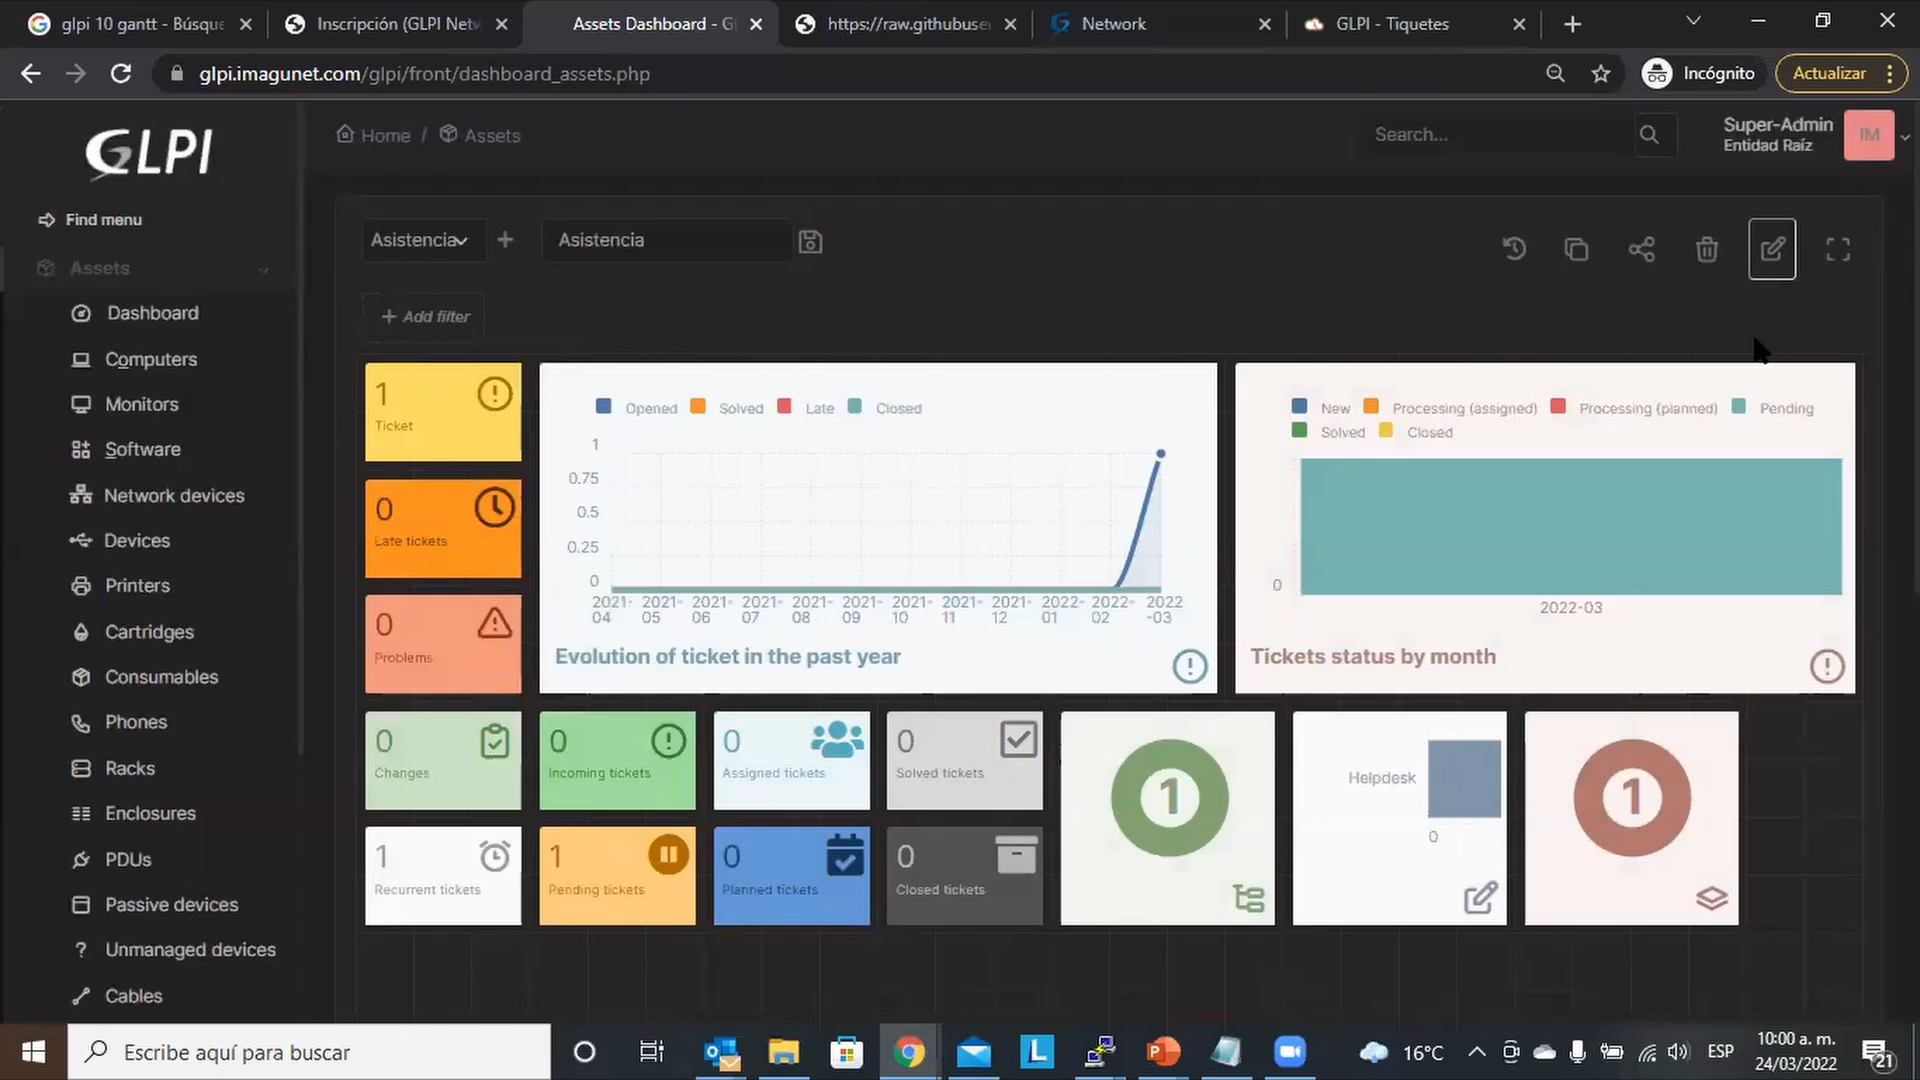 glpi 10 gantt - Búsque
Inscripción (GLPI Netw
Assets Dashboard - G
https://raw.githubuse
Network
GLPI - Tiquetes
glpi.imagunet.com/glpi/front/dashboard_assets.php
Incógnito
Actualizar
GLPI
Home / Assets
Search...
Super-Admin
Entidad Raíz
IM
Find menu
Assets
Dashboard
Computers
Monitors
Software
Network devices
Devices
Printers
Cartridges
Consumables
Phones
Racks
Enclosures
PDUs
Passive devices
Unmanaged devices
Cables
Asistencia
Asistencia
+ Add filter
1
Ticket
0
Late tickets
0
Problems
Opened Solved Late Closed
1
0.75
0.5
0.25
0
2021-04 2021-05 2021-06 2021-07 2021-08 2021-09 2021-10 2021-11 2021-12 2022-01 2022-02 2022-03
Evolution of ticket in the past year
New Processing (assigned) Processing (planned) Pending
Solved Closed
0
2022-03
Tickets status by month
0
Changes
0
Incoming tickets
0
Assigned tickets
0
Solved tickets
1
Recurrent tickets
1
Pending tickets
0
Planned tickets
0
Closed tickets
1
Helpdesk
0
1
Escribe aquí para buscar
L
16°C
ESP
10:00 a. m.
24/03/2022
21